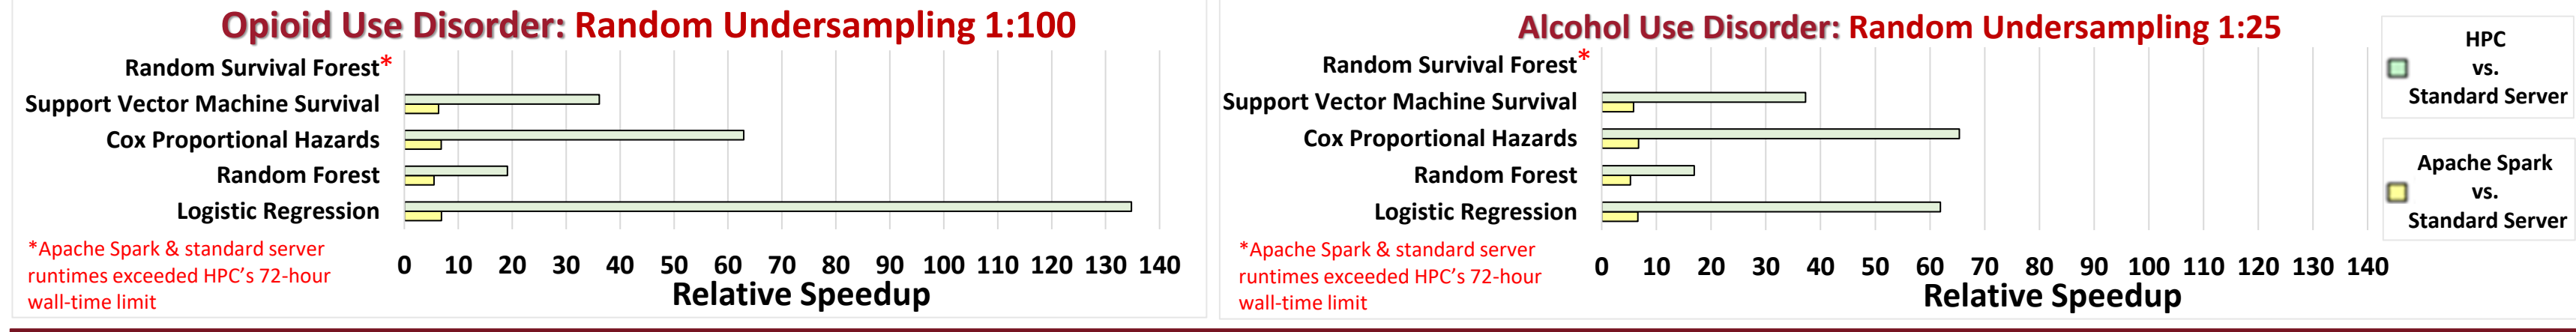 Opioid Use Disorder: Random Undersampling 1:100
Random Survival Forest*
Support Vector Machine Survival
Cox Proportional Hazards
Random Forest
Logistic Regression
*Apache Spark & standard server
runtimes exceeded HPC's 72-hour
wall-time limit
0 10 20 30 40 50 60 70 80 90 100 110 120 130 140
Relative Speedup
Alcohol Use Disorder: Random Undersampling 1:25
Random Survival Forest*
Support Vector Machine Survival
Cox Proportional Hazards
Random Forest
Logistic Regression
*Apache Spark & standard server
runtimes exceeded HPC's 72-hour
wall-time limit
0 10 20 30 40 50 60 70 80 90 100 110 120 130 140
Relative Speedup
HPC
vs.
Standard Server
Apache Spark
vs.
Standard Server